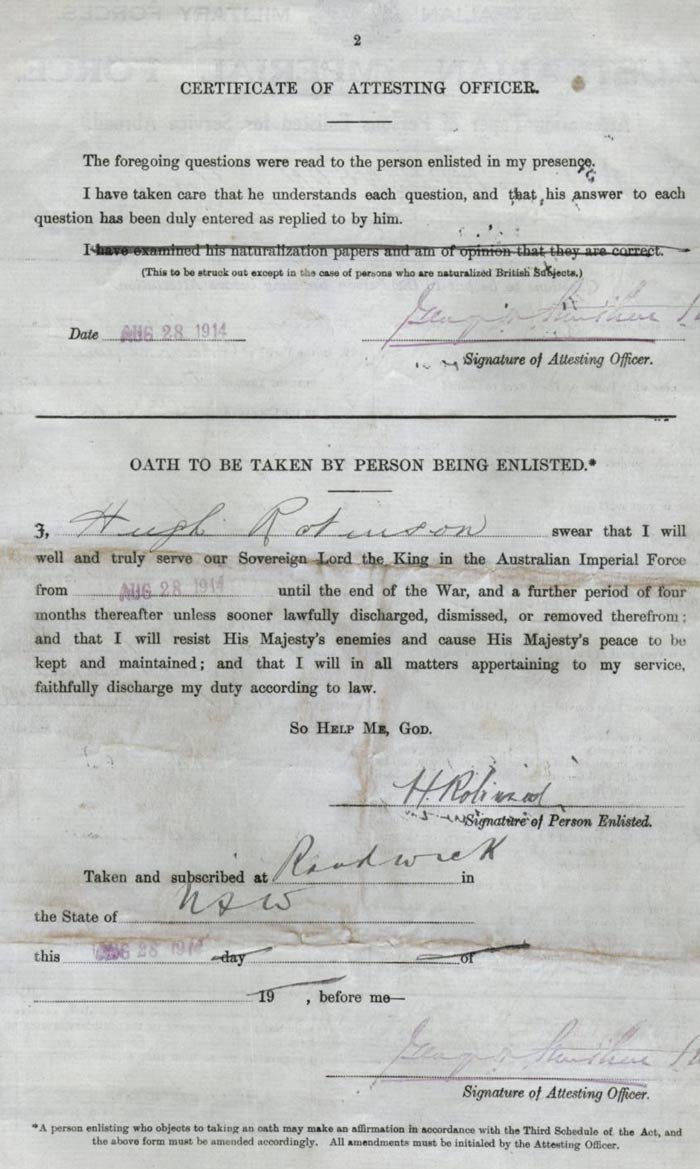 2
CERTIFICATE OF ATTESTING OFFICER.
The foregoing questions were read to the person enlisted in my presence.
I have taken care that he understands each question, and that his answer to each
question has been duly entered as replied to by him.
I have examined his naturalization papers and am of opinion that they are correct.
(This to be struck out except in the case of persons who are naturalized British Subjects.)
Date AUG 28 1914
Signature of Attesting Officer.
OATH TO BE TAKEN BY PERSON BEING ENLISTED.*
I, Hugh Robinson swear that I will
well and truly serve our Sovereign Lord the King in the Australian Imperial Force
from AUG 28 1914 until the end of the War, and a further period of four
months thereafter unless sooner lawfully discharged, dismissed, or removed therefrom;
and that I will resist His Majesty's enemies and cause His Majesty's peace to be
kept and maintained; and that I will in all matters appertaining to my service,
faithfully discharge my duty according to law.
So Help Me, God.
H. Robinson
Signature of Person Enlisted.
Taken and subscribed at Randwick in
the State of NSW
this AUG 28 1914 day of
19 , before me—
Signature of Attesting Officer.
*A person enlisting who objects to taking an oath may make an affirmation in accordance with the Third Schedule of the Act, and
the above form must be amended accordingly. All amendments must be initialed by the Attesting Officer.